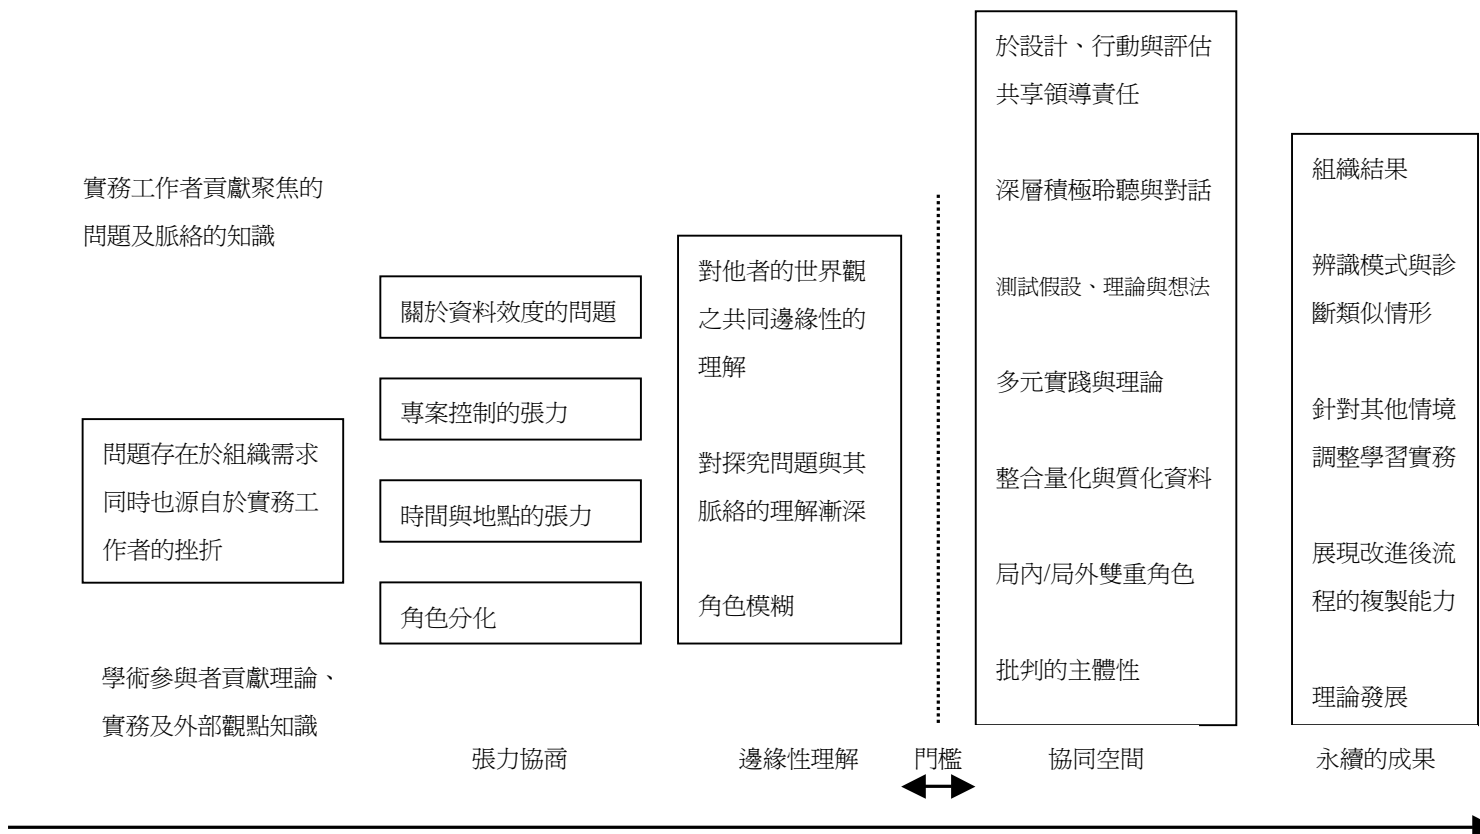 實務工作者貢獻聚焦的
問題及脈絡的知識
問題存在於組織需求
同時也源自於實務工
作者的挫折
學術參與者貢獻理論、
實務及外部觀點知識
關於資料效度的問題
專案控制的張力
時間與地點的張力
角色分化
張力協商
對他者的世界觀
之共同邊緣性的
理解
對探究問題與其
脈絡的理解漸深
角色模糊
邊緣性理解
門檻
於設計、行動與評估
共享領導責任
深層積極聆聽與對話
測試假設、理論與想法
多元實踐與理論
整合量化與質化資料
局內/局外雙重角色
批判的主體性
協同空間
組織結果
辨識模式與診
斷類似情形
針對其他情境
調整學習實務
展現改進後流
程的複製能力
理論發展
永續的成果